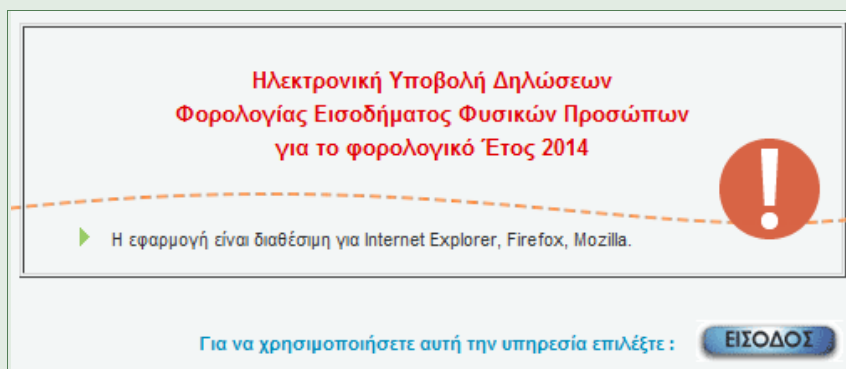 Ηλεκτρονική Υποβολή Δηλώσεων
Φορολογίας Εισοδήματος Φυσικών Προσώπων
για το φορολογικό Έτος 2014
Η εφαρμογή είναι διαθέσιμη για Internet Explorer, Firefox, Mozilla.
Για να χρησιμοποιήσετε αυτή την υπηρεσία επιλέξτε : ΕΙΣΟΔΟΣ